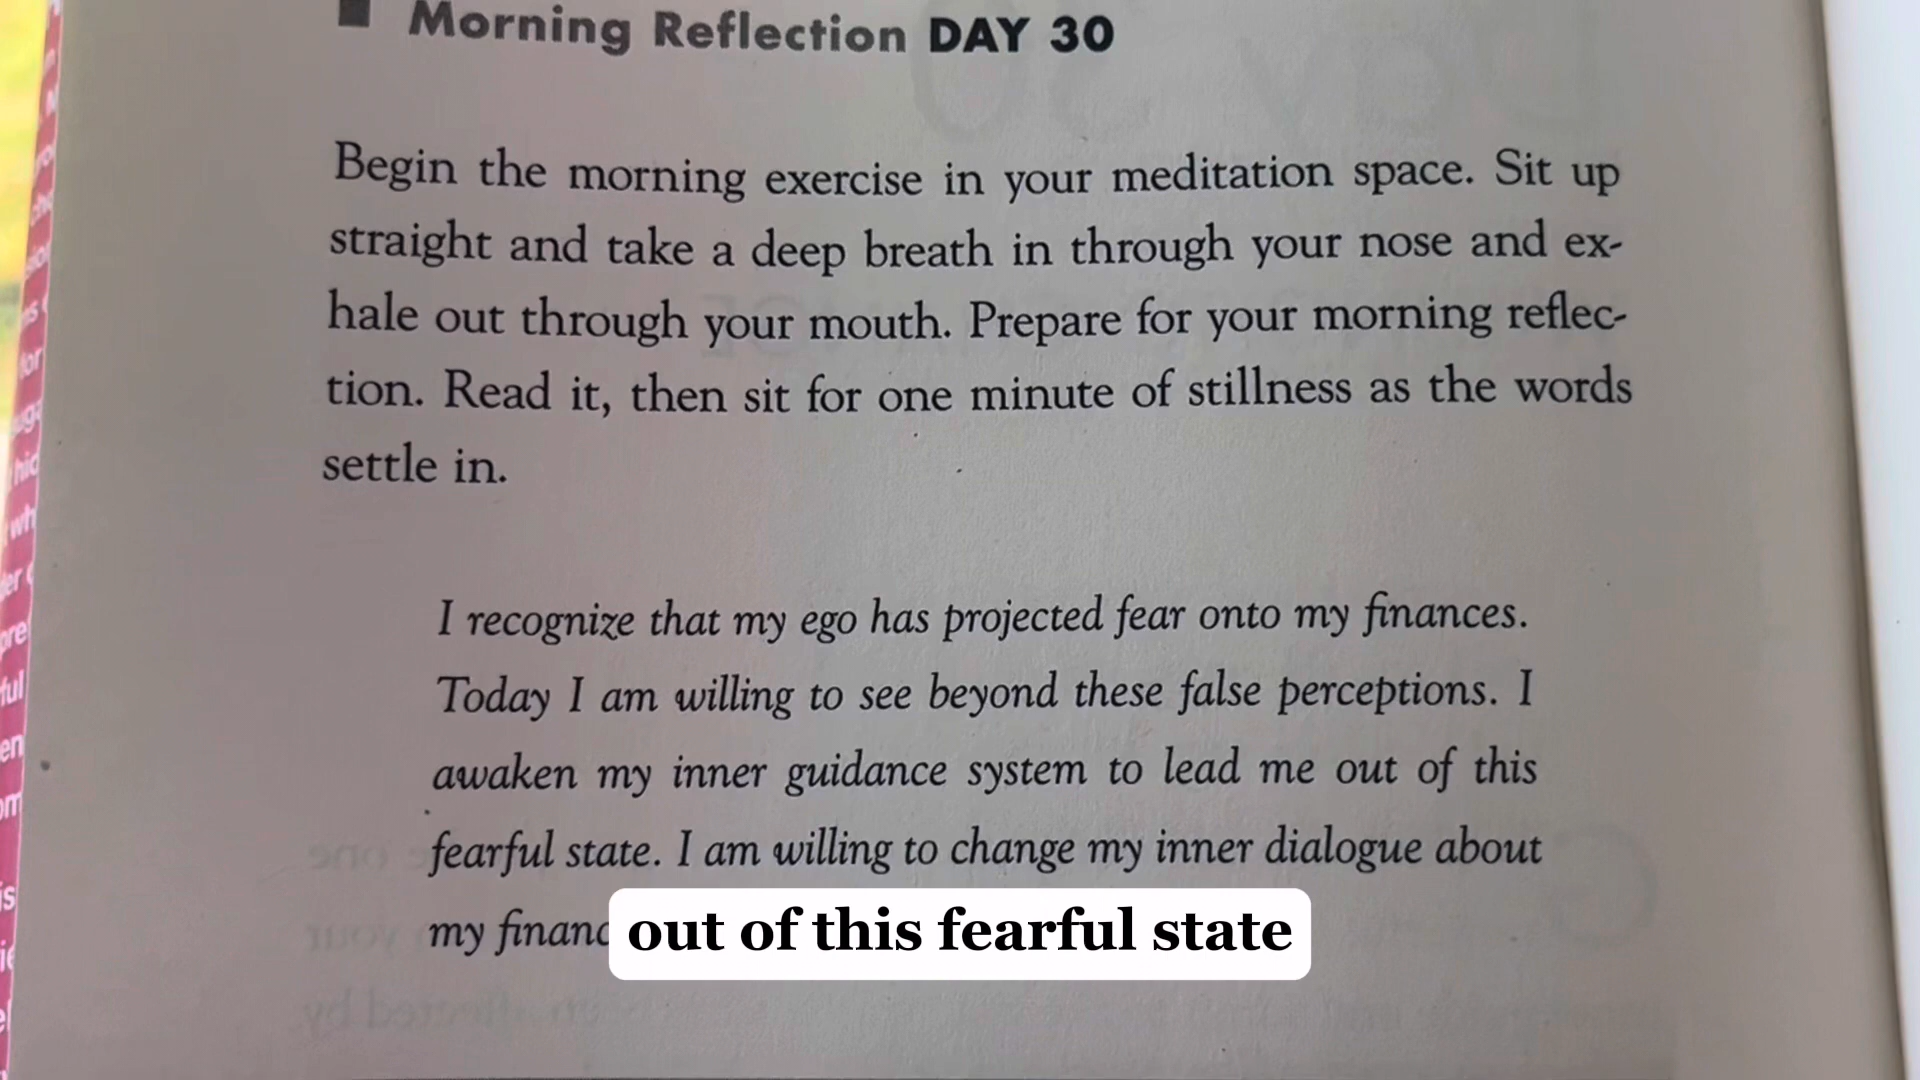 Morning Reflection DAY 30
Begin the morning exercise in your meditation space. Sit up
straight and take a deep breath in through your nose and ex-
hale out through your mouth. Prepare for your morning reflec-
tion. Read it, then sit for one minute of stillness as the words
settle in.
I recognize that my ego has projected fear onto my finances.
Today I am willing to see beyond these false perceptions. I
awaken my inner guidance system to lead me out of this
fearful state. I am willing to change my inner dialogue about
my financ
out of this fearful state